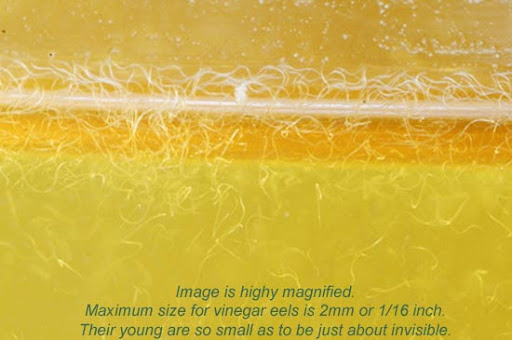 Image is highy magnified.
Maximum size for vinegar eels is 2mm or 1/16 inch.
Their young are so small as to be just about invisible.